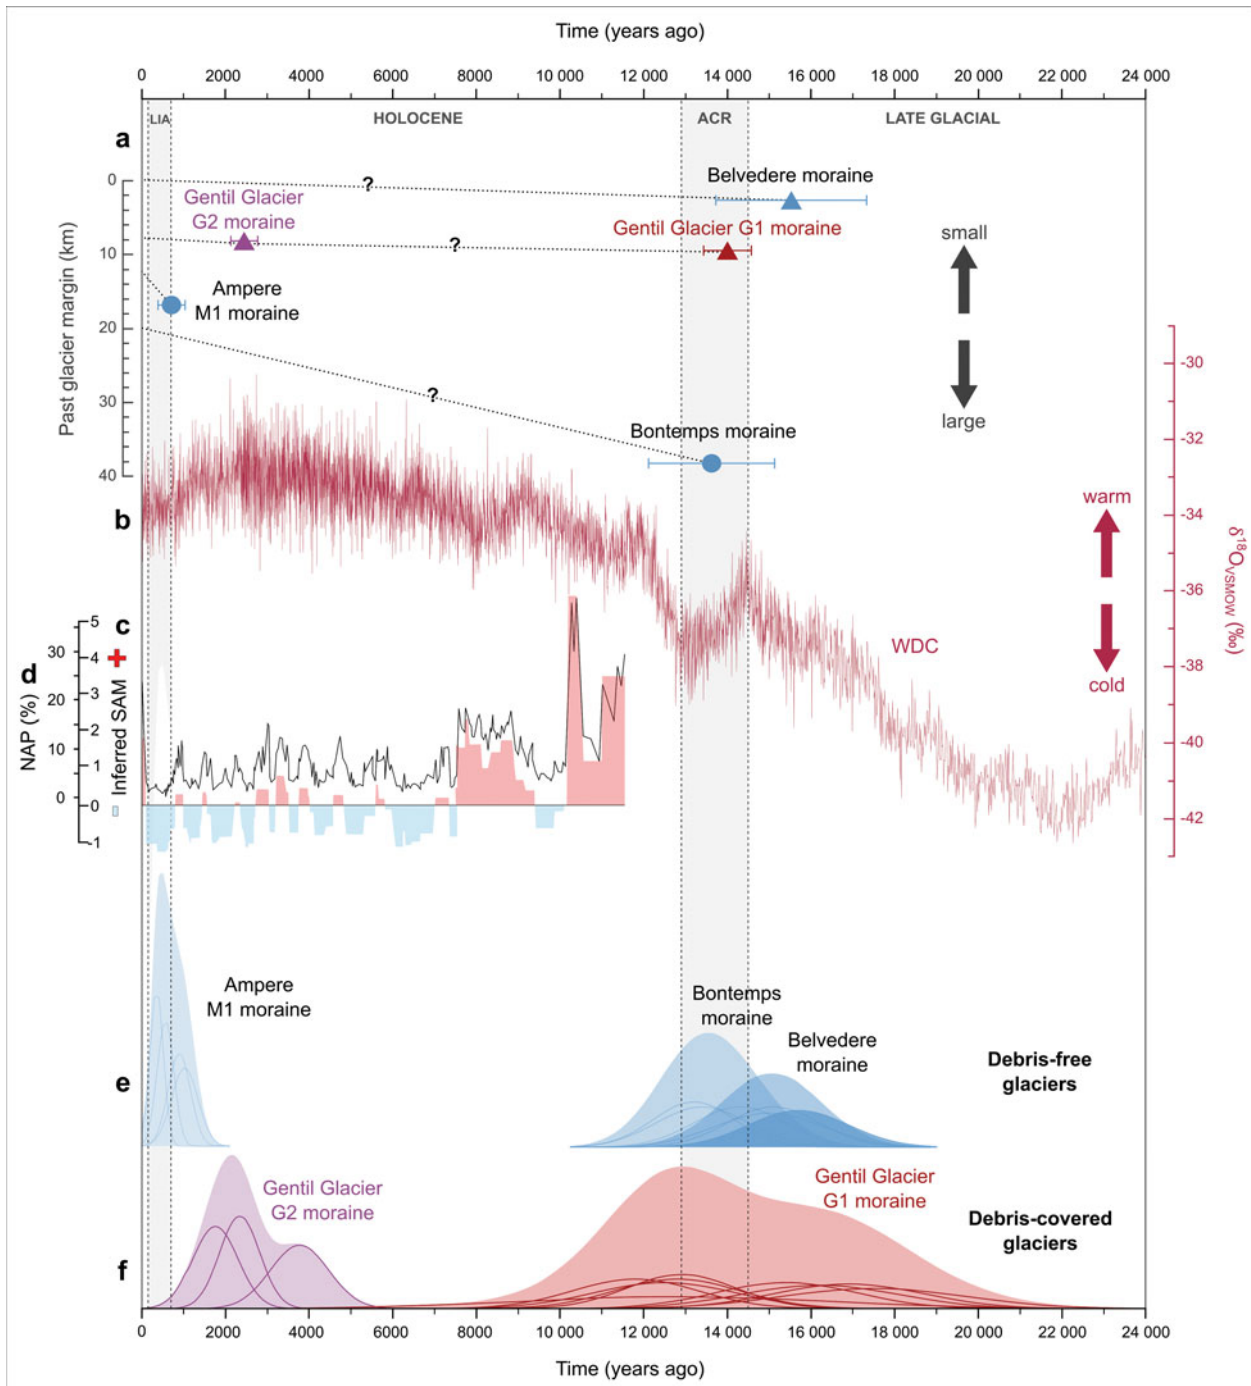 Time (years ago)
0 2000 4000 6000 8000 10 000 12 000 14 000 16 000 18 000 20 000 22 000 24 000
LIA HOLOCENE ACR LATE GLACIAL
a
Past glacier margin (km)
0
10
20
30
40
Belvedere moraine
?
Gentil Glacier
G2 moraine
?
Gentil Glacier G1 moraine
Ampere
M1 moraine
?
Bontemps moraine
small
large
b
WDC
warm
cold
δ¹⁸O_VSMOW (‰)
-30
-32
-34
-36
-38
-40
-42
c
Inferred SAM
+
5
4
3
2
1
0
-1
d
NAP (%)
30
20
10
0
e
Ampere
M1 moraine
Bontemps
moraine
Belvedere
moraine
Debris-free
glaciers
f
Gentil Glacier
G2 moraine
Gentil Glacier
G1 moraine
Debris-covered
glaciers
0 2000 4000 6000 8000 10 000 12 000 14 000 16 000 18 000 20 000 22 000 24 000
Time (years ago)